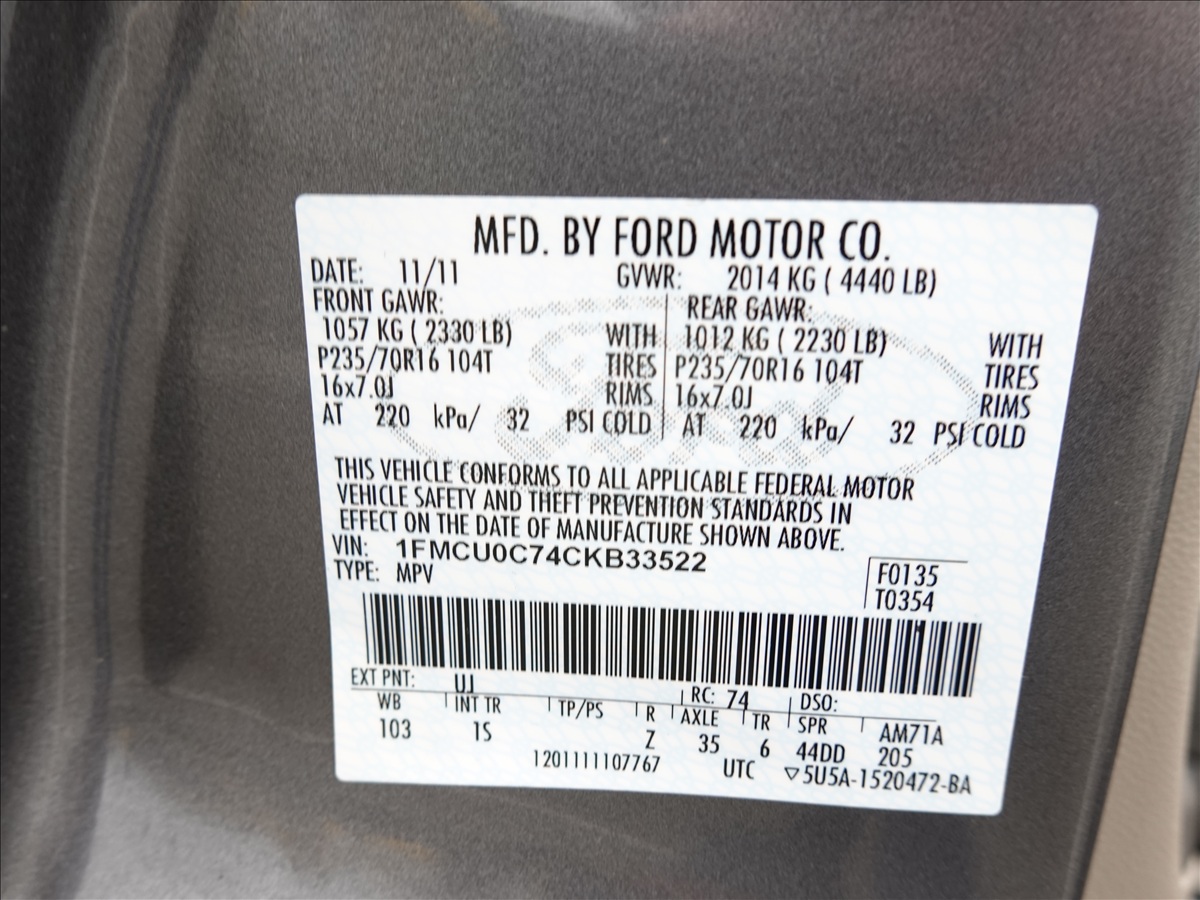 MFD. BY FORD MOTOR CO.
DATE: 11/11 GVWR: 2014 KG ( 4440 LB)
FRONT GAWR: REAR GAWR:
1057 KG ( 2330 LB) WITH 1012 KG ( 2230 LB) WITH
P235/70R16 104T TIRES P235/70R16 104T TIRES
16x7.0J RIMS 16x7.0J RIMS
AT 220 kPa/ 32 PSI COLD AT 220 kPa/ 32 PSI COLD
THIS VEHICLE CONFORMS TO ALL APPLICABLE FEDERAL MOTOR
VEHICLE SAFETY AND THEFT PREVENTION STANDARDS IN
EFFECT ON THE DATE OF MANUFACTURE SHOWN ABOVE.
VIN: 1FMCU0C74CKB33522
TYPE: MPV
F0135
T0354
EXT PNT: UJ RC: 74 DSO:
WB INT TR TP/PS R AXLE TR SPR AM71A
103 1S Z 35 6 44DD 205
1201111107767 UTC ▽5U5A-1520472-BA
Ford